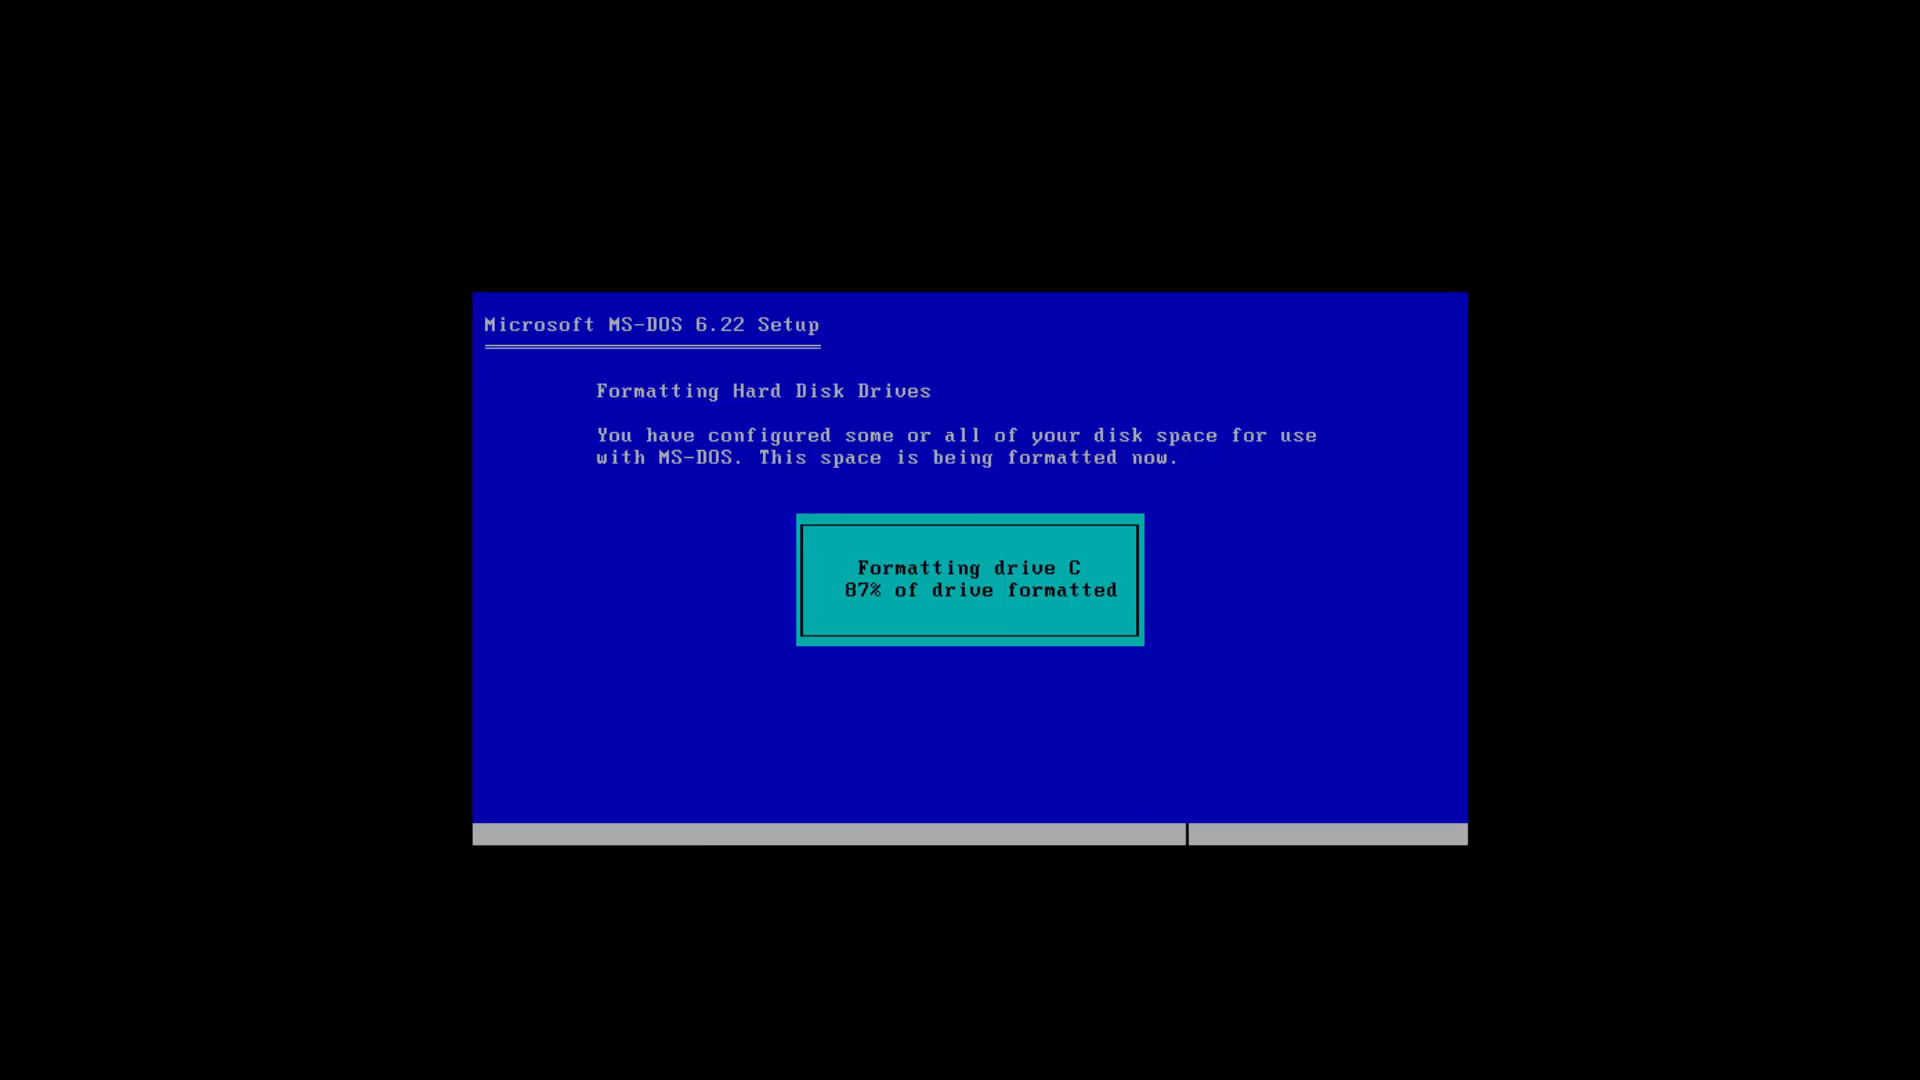 Microsoft MS-DOS 6.22 Setup
Formatting Hard Disk Drives
You have configured some or all of your disk space for use
with MS-DOS. This space is being formatted now.
Formatting drive C
87% of drive formatted